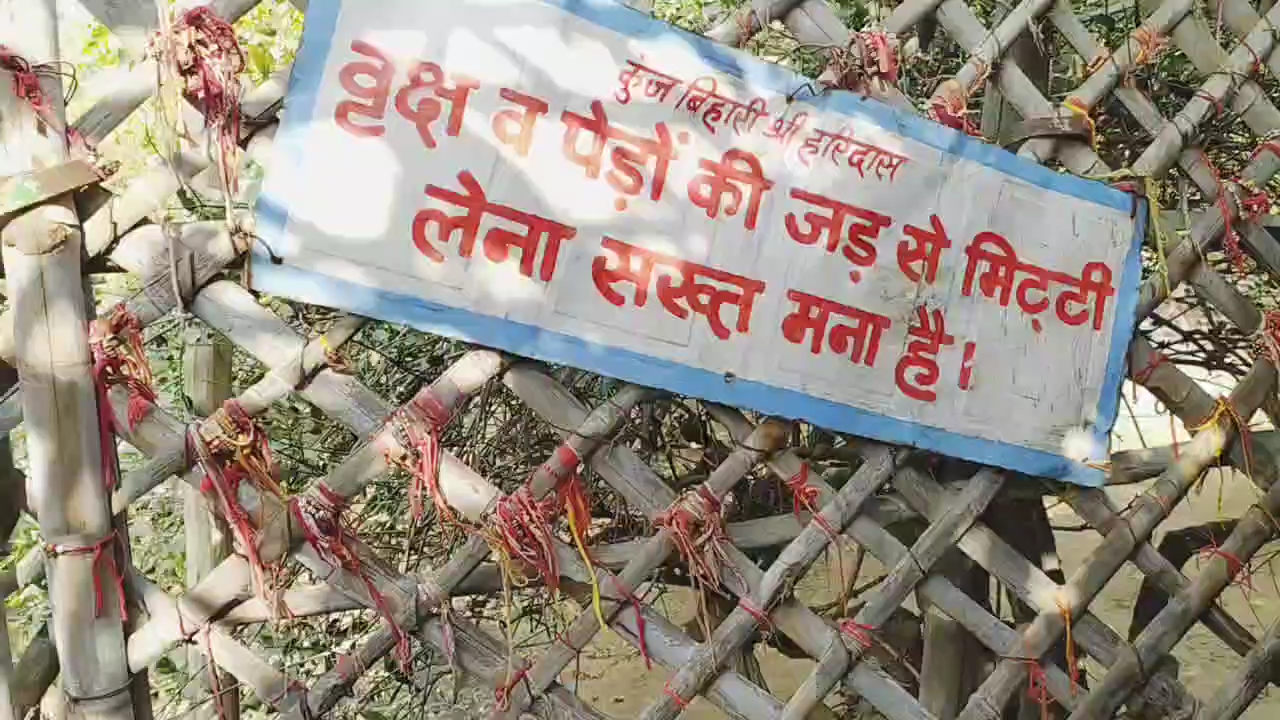 कुंज बिहारी श्री हरिदास
वृक्ष व पेड़ों की जड़ से मिट्टी
लेना सख्त मना है।